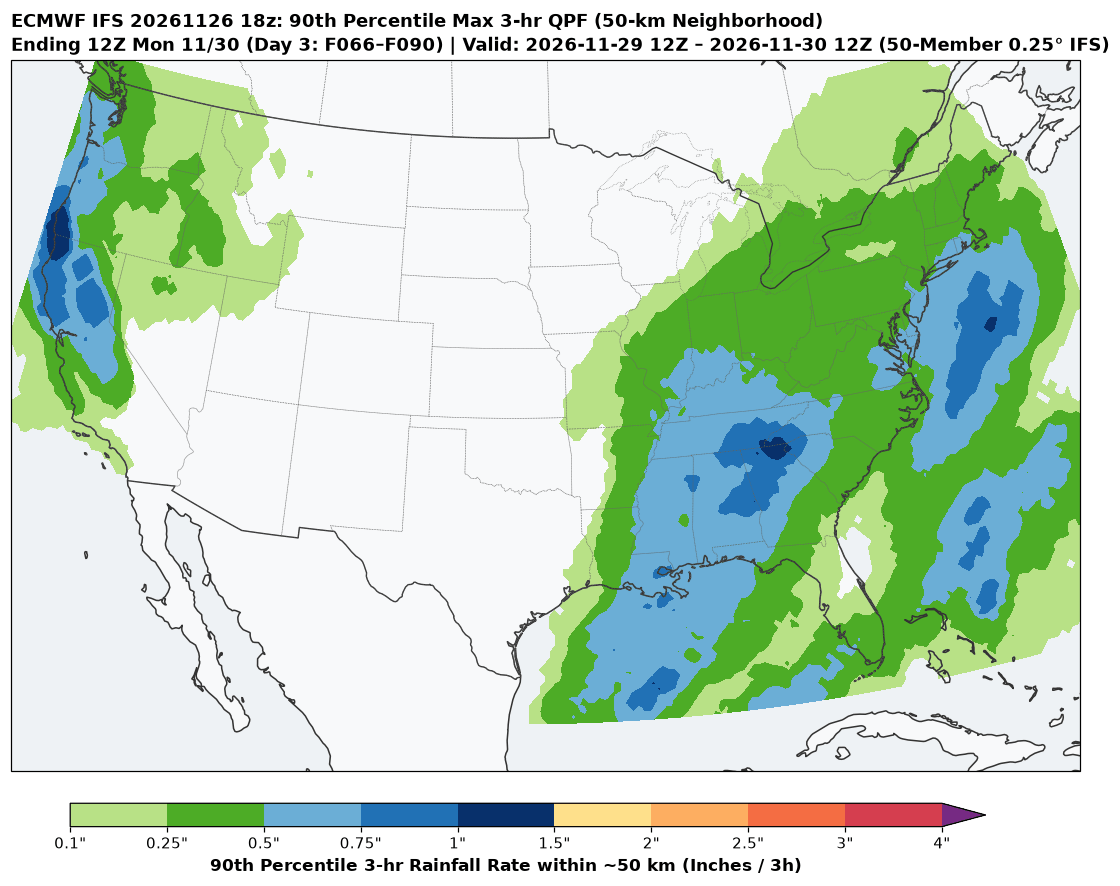 ECMWF IFS 20261126 18z: 90th Percentile Max 3-hr QPF (50-km Neighborhood)
Ending 12Z Mon 11/30 (Day 3: F066–F090) | Valid: 2026-11-29 12Z – 2026-11-30 12Z (50-Member 0.25° IFS)
0.1" 0.25" 0.5" 0.75" 1" 1.5" 2" 2.5" 3" 4"
90th Percentile 3-hr Rainfall Rate within ~50 km (Inches / 3h)